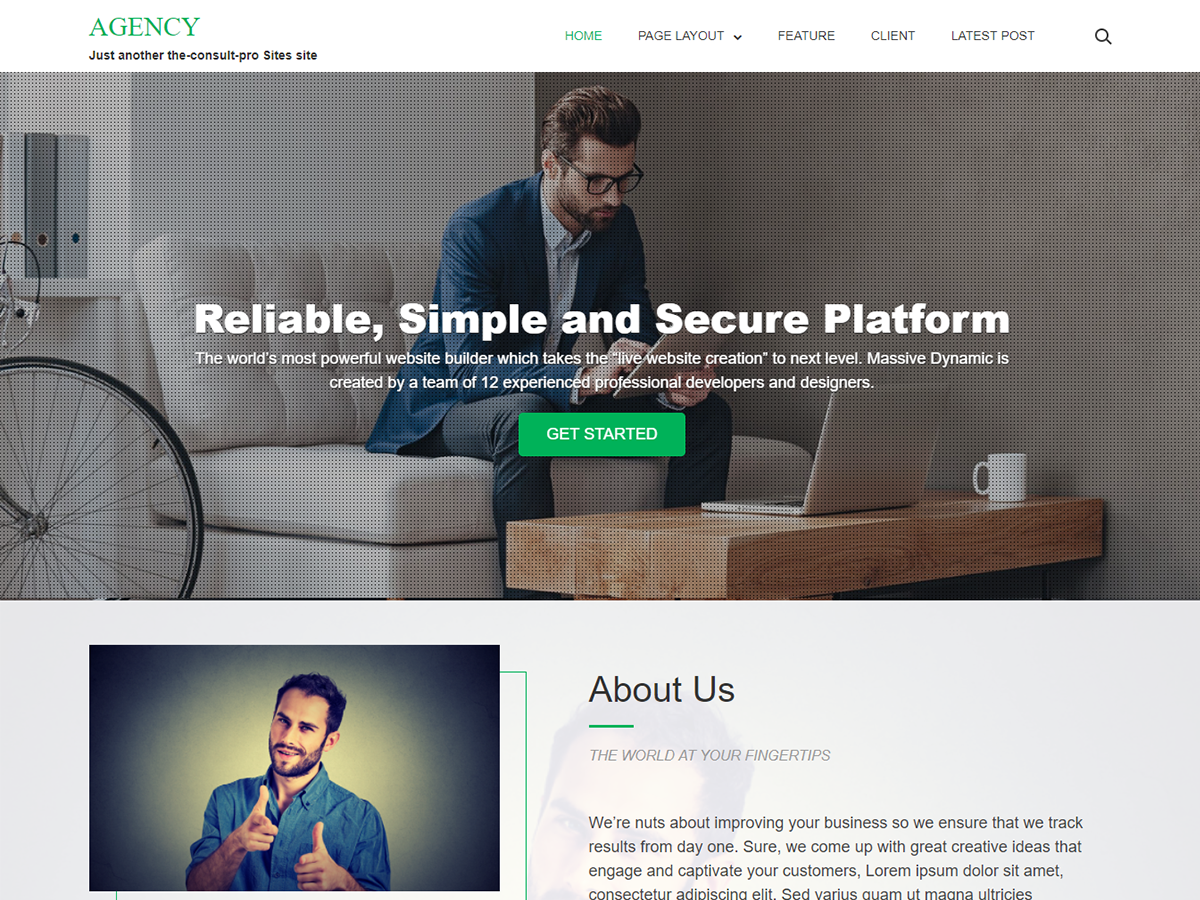 AGENCY
Just another the-consult-pro Sites site
HOME PAGE LAYOUT FEATURE CLIENT LATEST POST
Reliable, Simple and Secure Platform
The world’s most powerful website builder which takes the “live website creation” to next level. Massive Dynamic is
created by a team of 12 experienced professional developers and designers.
GET STARTED
About Us
THE WORLD AT YOUR FINGERTIPS
We’re nuts about improving your business so we ensure that we track
results from day one. Sure, we come up with great creative ideas that
engage and captivate your customers, Lorem ipsum dolor sit amet,
consectetur adipiscing elit. Sed varius quam ut magna ultricies